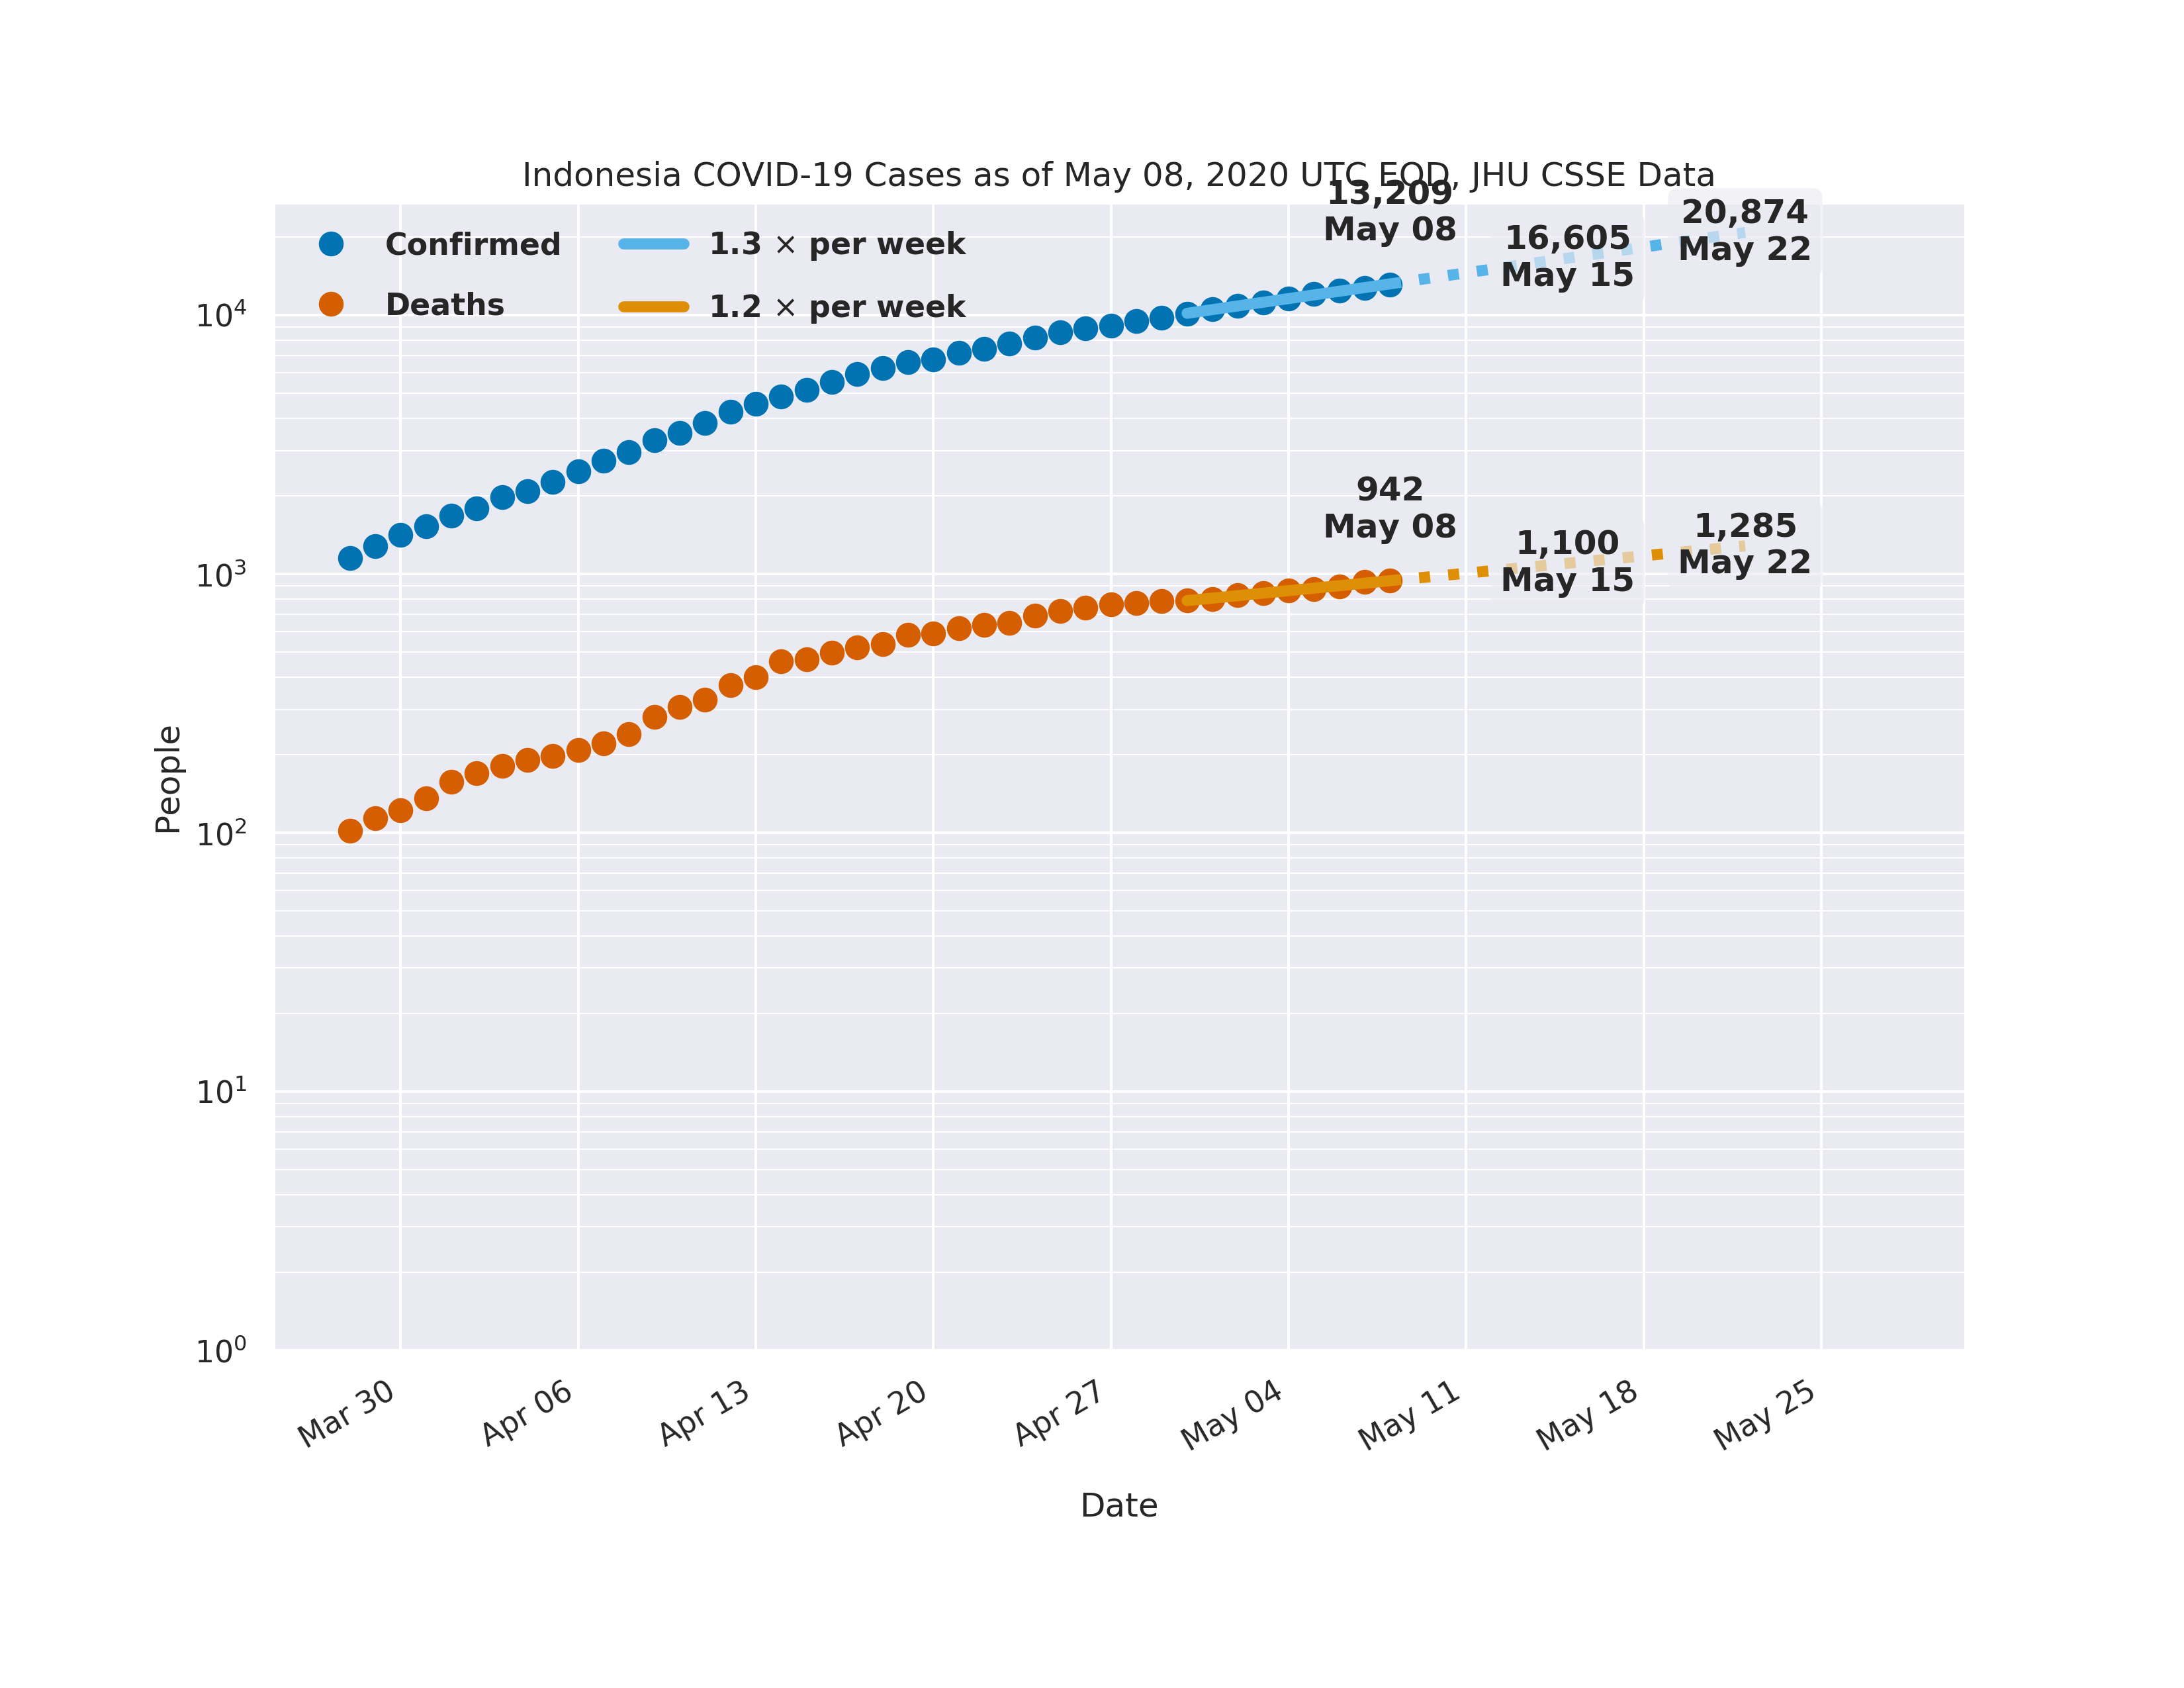 Indonesia COVID-19 Cases as of May 08, 2020 UTC EOD, JHU CSSE Data
Confirmed
Deaths
1.3 × per week
1.2 × per week
13,209
May 08
16,605
May 15
20,874
May 22
942
May 08
1,100
May 15
1,285
May 22
People
10⁴
10³
10²
10¹
10⁰
Mar 30
Apr 06
Apr 13
Apr 20
Apr 27
May 04
May 11
May 18
May 25
Date